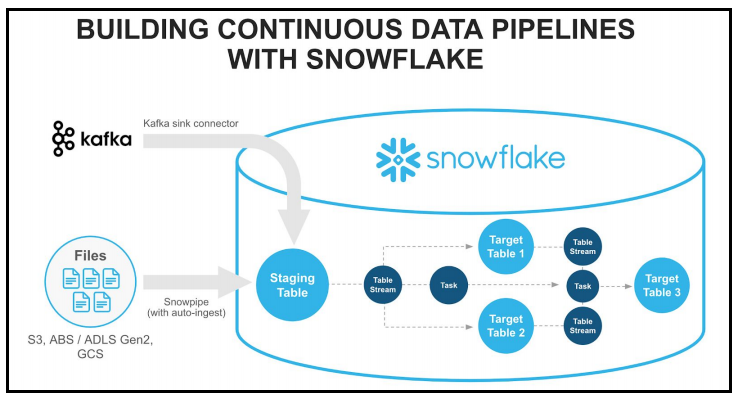 BUILDING CONTINUOUS DATA PIPELINES
WITH SNOWFLAKE
Kafka sink connector
kafka
snowflake
Files
Snowpipe
(with auto-ingest)
S3, ABS / ADLS Gen2,
GCS
Staging
Table
Table
Stream
Task
Target
Table 1
Target
Table 2
Table
Stream
Task
Table
Stream
Target
Table 3